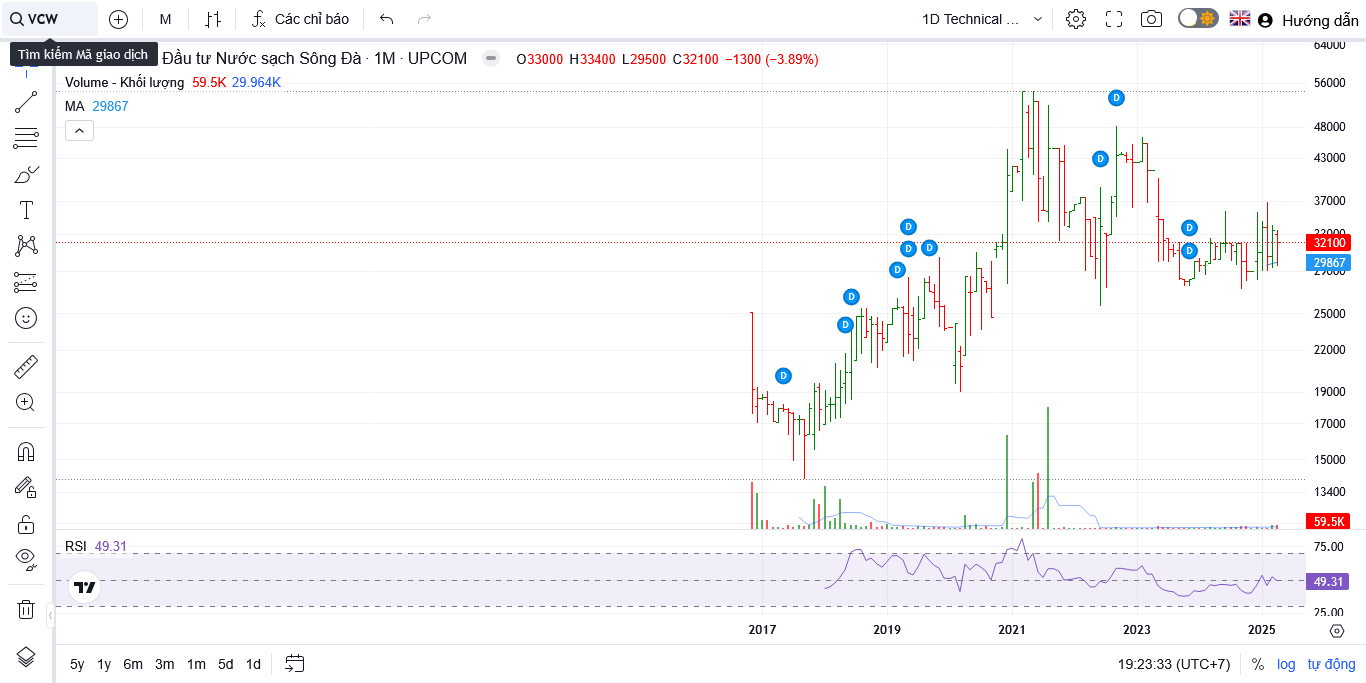 VCW M Các chỉ báo 1D Technical ... Hướng dẫn
Tìm kiếm Mã giao dịch Đầu tư Nước sạch Sông Đà · 1M · UPCOM O33000 H33400 L29500 C32100 −1300 (−3.89%)
Volume - Khối lượng 59.5K 29.964K
MA 29867
64000
56000
48000
43000
37000
32000
32100
29867
27000
25000
22000
19000
17000
15000
13400
59.5K
D
D
D
D
D
D
D
D
D
D
D
RSI 49.31
75.00
49.31
25.00
2017 2019 2021 2023 2025
5y 1y 6m 3m 1m 5d 1d 19:23:33 (UTC+7) % log tự động